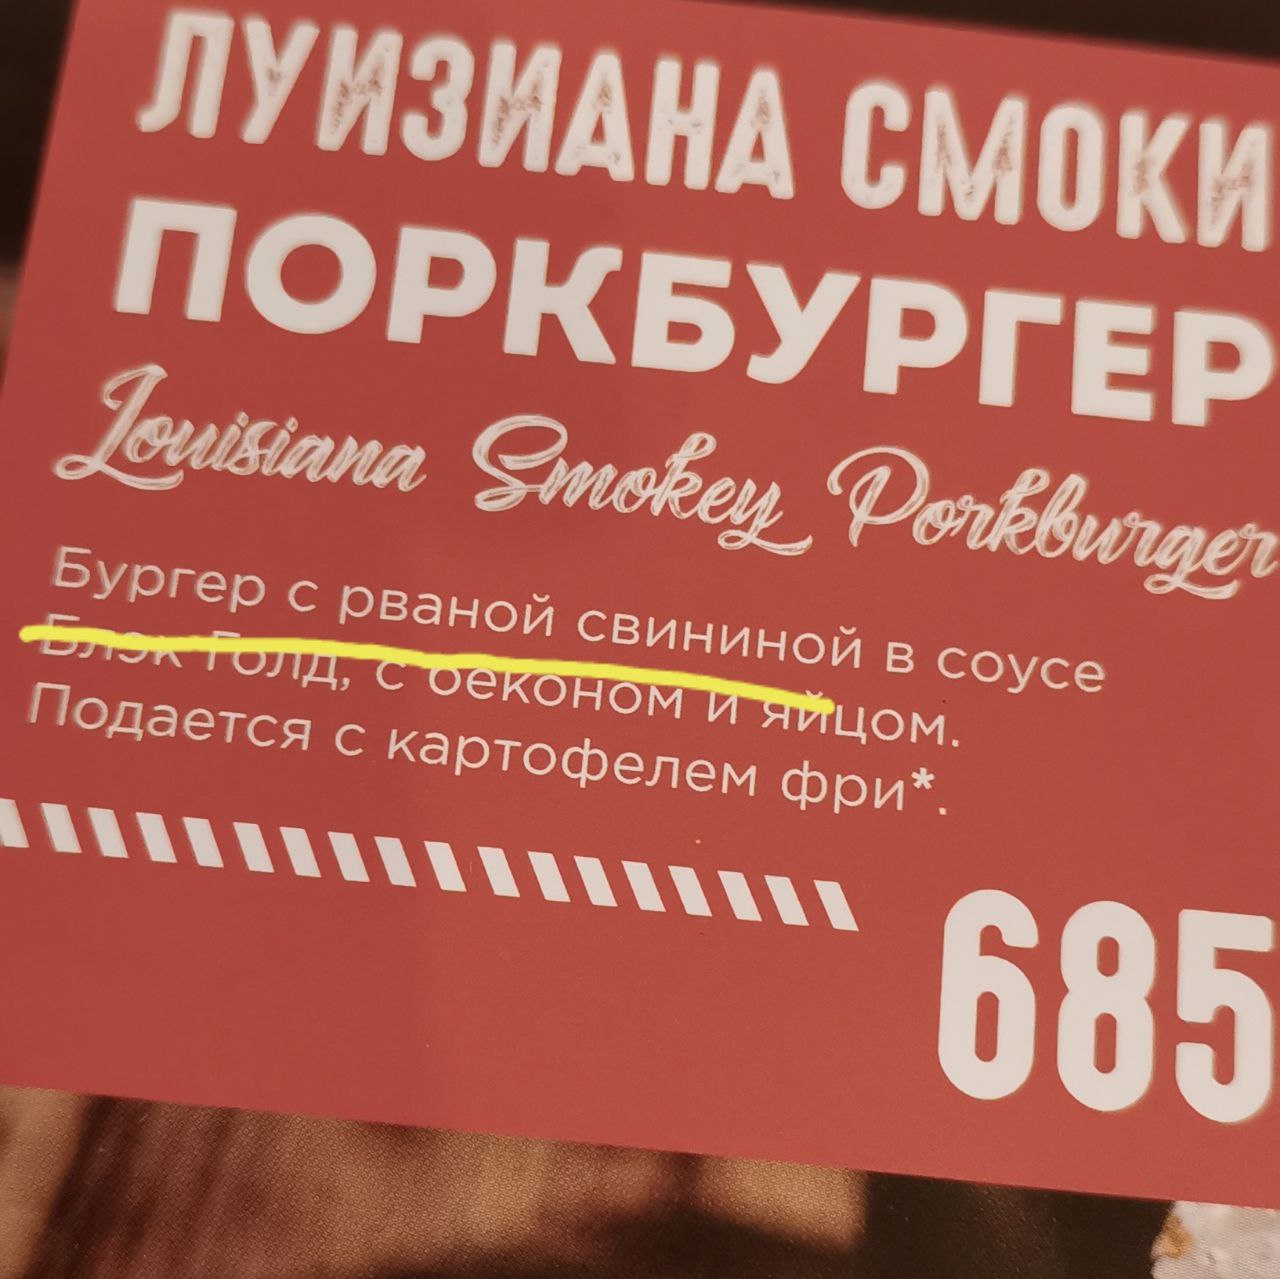 ЛУИЗИАНА СМОКИ
ПОРКБУРГЕР
Louisiana Smokey Porkburger
Бургер с рваной свининой в соусе
Блэк Голд, с беконом и яйцом.
Подается с картофелем фри*.
685